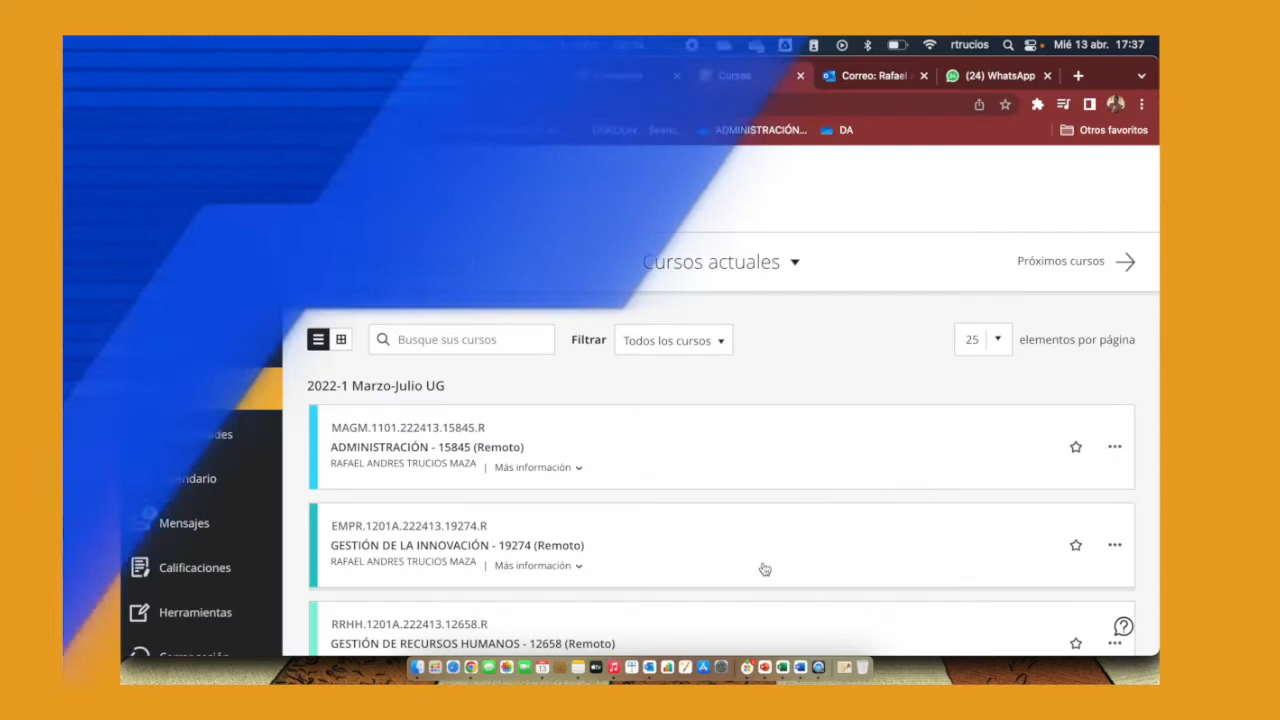 rtrucios Mié 13 abr. 17:37
Cursos Correo: Rafael (24) WhatsApp
ADMINISTRACIÓN... DA Otros favoritos
Cursos actuales Próximos cursos
Busque sus cursos Filtrar Todos los cursos 25 elementos por página
2022-1 Marzo-Julio UG
MAGM.1101.222413.15845.R
ADMINISTRACIÓN - 15845 (Remoto)
RAFAEL ANDRES TRUCIOS MAZA | Más información
Mensajes
EMPR.1201A.222413.19274.R
GESTIÓN DE LA INNOVACIÓN - 19274 (Remoto)
RAFAEL ANDRES TRUCIOS MAZA | Más información
Calificaciones
Herramientas
RRHH.1201A.222413.12658.R
GESTIÓN DE RECURSOS HUMANOS - 12658 (Remoto)